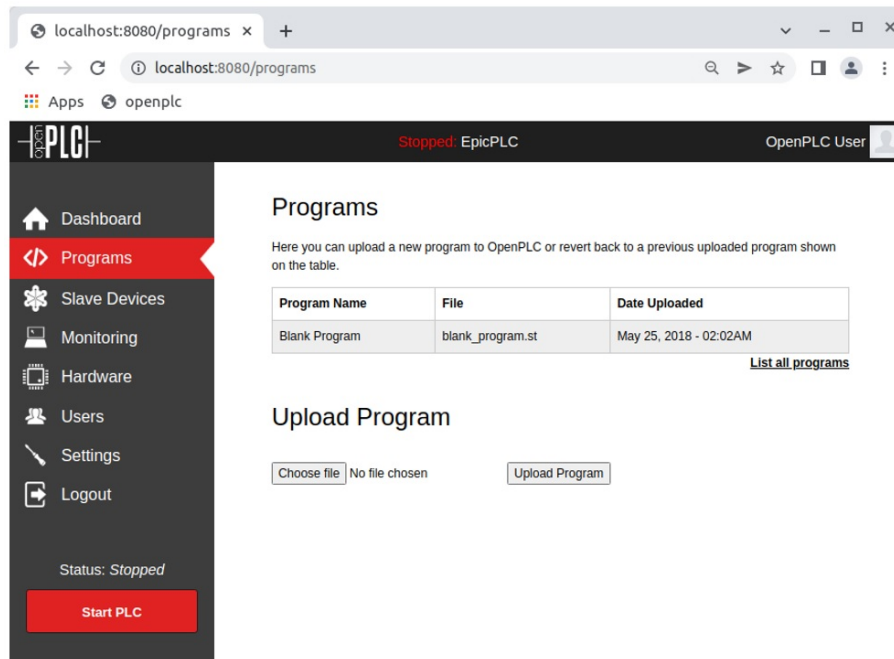 localhost:8080/programs
localhost:8080/programs
Apps openplc
open PLC Stopped: EpicPLC OpenPLC User
Dashboard
Programs
Slave Devices
Monitoring
Hardware
Users
Settings
Logout
Status: Stopped
Start PLC
Programs
Here you can upload a new program to OpenPLC or revert back to a previous uploaded program shown
on the table.
Program Name File Date Uploaded
Blank Program blank_program.st May 25, 2018 - 02:02AM
List all programs
Upload Program
Choose file No file chosen Upload Program